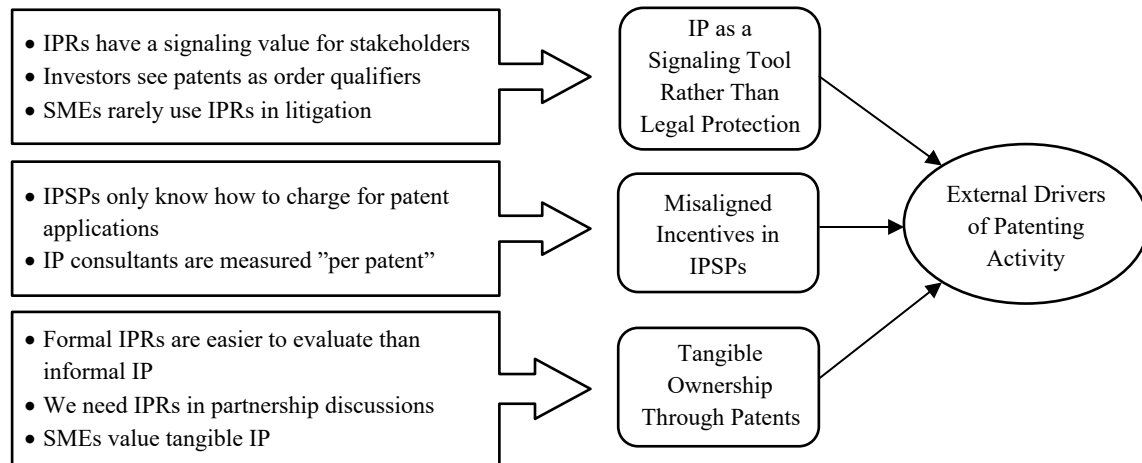 • IPRs have a signaling value for stakeholders
• Investors see patents as order qualifiers
• SMEs rarely use IPRs in litigation
IP as a
Signaling Tool
Rather Than
Legal Protection
• IPSPs only know how to charge for patent
applications
• IP consultants are measured ”per patent”
Misaligned
Incentives in
IPSPs
• Formal IPRs are easier to evaluate than
informal IP
• We need IPRs in partnership discussions
• SMEs value tangible IP
Tangible
Ownership
Through Patents
External Drivers
of Patenting
Activity